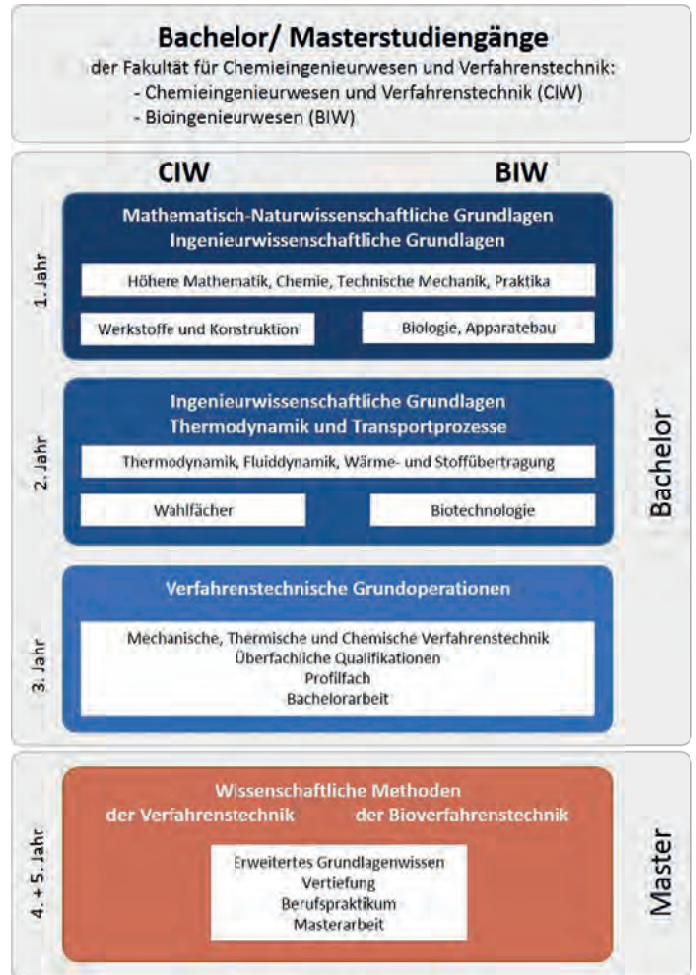 Bachelor/ Masterstudiengänge
der Fakultät für Chemieingenieurwesen und Verfahrenstechnik:
- Chemieingenieurwesen und Verfahrenstechnik (CIW)
- Bioingenieurwesen (BIW)
CIW BIW
1. Jahr
Mathematisch-Naturwissenschaftliche Grundlagen
Ingenieurwissenschaftliche Grundlagen
Höhere Mathematik, Chemie, Technische Mechanik, Praktika
Werkstoffe und Konstruktion Biologie, Apparatebau
2. Jahr
Ingenieurwissenschaftliche Grundlagen
Thermodynamik und Transportprozesse
Thermodynamik, Fluiddynamik, Wärme- und Stoffübertragung
Wahlfächer Biotechnologie
3. Jahr
Verfahrenstechnische Grundoperationen
Mechanische, Thermische und Chemische Verfahrenstechnik
Überfachliche Qualifikationen
Profilfach
Bachelorarbeit
Bachelor
4. + 5. Jahr
Wissenschaftliche Methoden
der Verfahrenstechnik der Bioverfahrenstechnik
Erweitertes Grundlagenwissen
Vertiefung
Berufspraktikum
Masterarbeit
Master